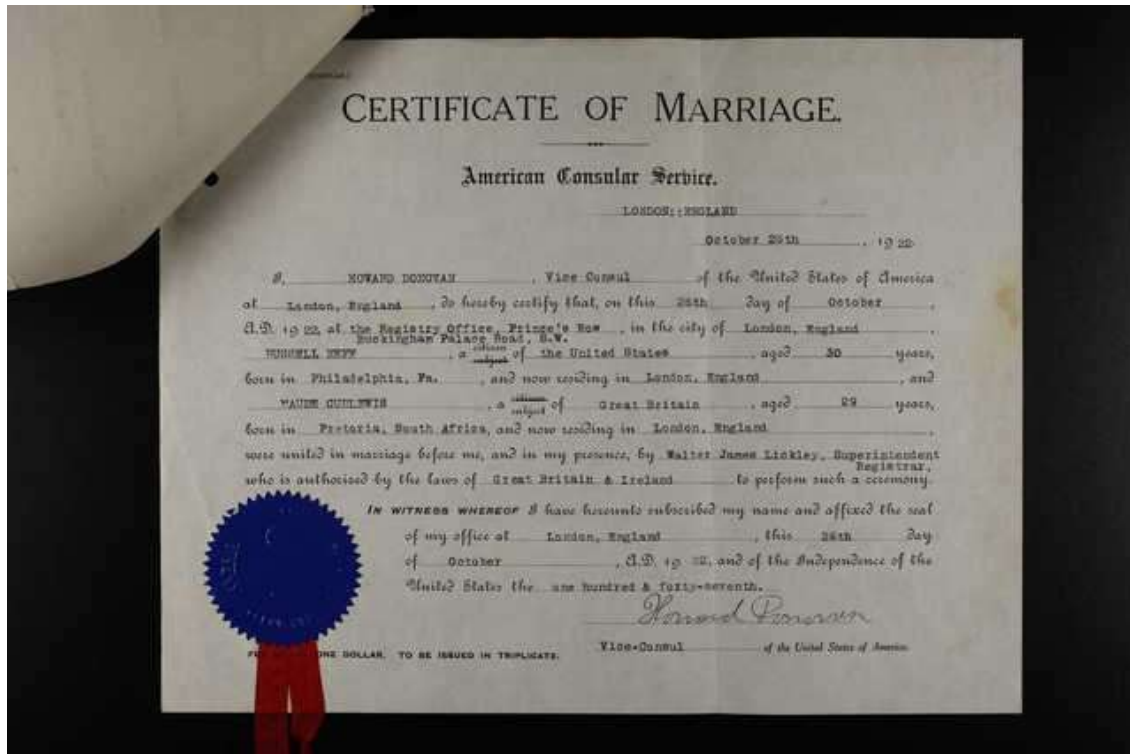 CERTIFICATE OF MARRIAGE.
American Consular Service.
LONDON::ENGLAND
October 26th , 1922
I, HOWARD DONOVAN , Vice Consul of the United States of America
at London, England , do hereby certify that, on this 26th day of October ,
A.D. 1922, at the Registry Office, Prince's Row , in the city of London, England ,
Buckingham Palace Road, S.W.
RUSSELL , a citizen subject of the United States , aged 30 years,
born in Philadelphia, Pa. , and now residing in London, England , and
MAUDE , a citizen subject of Great Britain , aged 29 years,
born in Pretoria, South Africa, and now residing in London, England ,
were united in marriage before me, and in my presence, by Walter James Lickley, Superintendent
Registrar,
who is authorised by the laws of Great Britain & Ireland to perform such a ceremony.
IN WITNESS WHEREOF I have hereunto subscribed my name and affixed the seal
of my office at London, England , this 26th day
of October , A.D. 1922, and of the Independence of the
United States the one hundred & forty-seventh.
Howard Donovan
Vice-Consul of the United States of America
ONE DOLLAR. TO BE ISSUED IN TRIPLICATE.